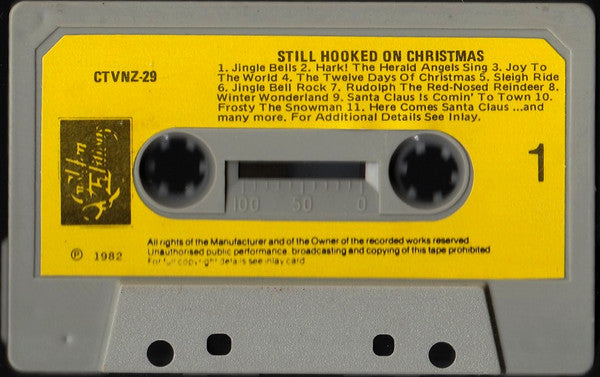 STILL HOOKED ON CHRISTMAS
CTVNZ-29
1. Jingle Bells 2. Hark! The Herald Angels Sing 3. Joy To
The World 4. The Twelve Days Of Christmas 5. Sleigh Ride
6. Jingle Bell Rock 7. Rudolph The Red-Nosed Reindeer 8.
Winter Wonderland 9. Santa Claus Is Comin' To Town 10.
Frosty The Snowman 11. Here Comes Santa Claus ...and
many more. For Additional Details See Inlay.
1
100 50 0
All rights of the Manufacturer and of the Owner of the recorded works reserved
Unauthorised public performance, broadcasting and copying of this tape prohibited
For full copyright details see inlay card
Ⓟ 1982